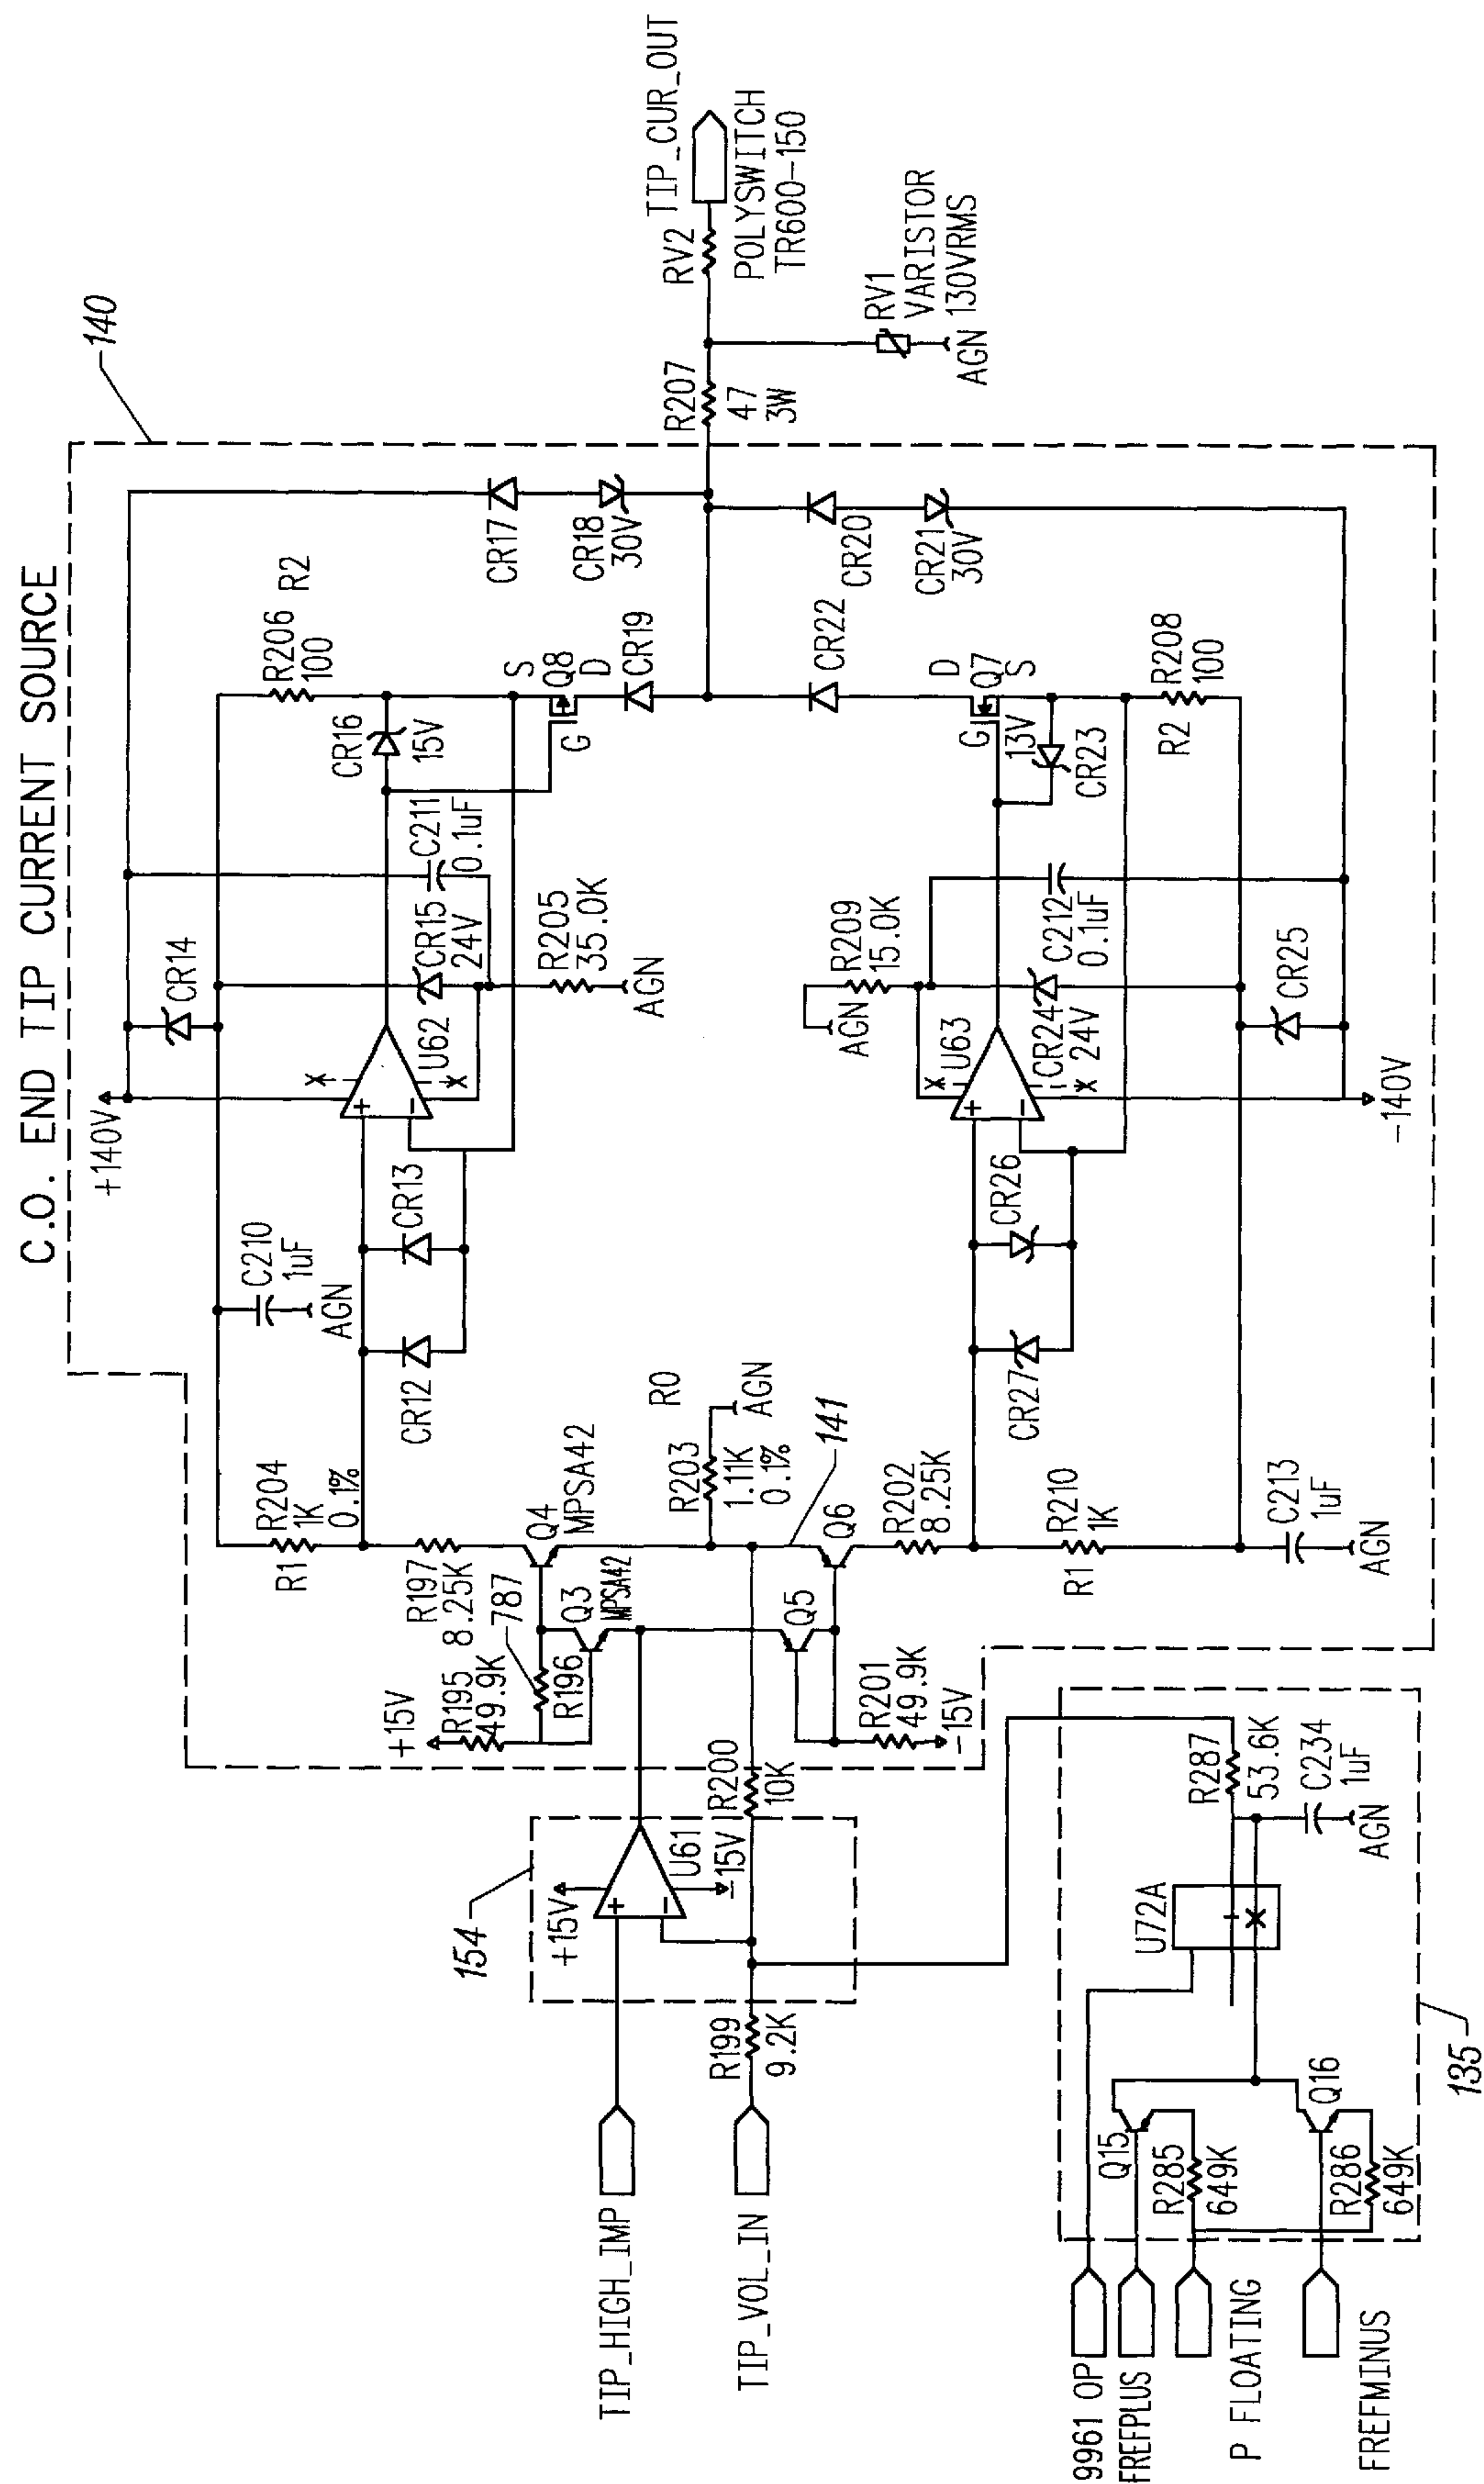 C.O. END TIP CURRENT SOURCE
140
+140V
CR14
C210
1uF
AGN
R204
1K
0.1%
R1
R206
100
R2
CR16
15V
C211
0.1uF
CR15
24V
R205
35.0K
AGN
U62
+
−
X
X
CR13
CR12
S
Q8
D
G
CR19
CR17
CR18
30V
TIP_CUR_OUT
RV2
POLYSWITCH
TR600-150
R207
47
3W
RV1
VARISTOR
130VRMS
AGN
CR20
CR21
30V
CR22
D
Q7
S
G
13V
CR23
R208
100
R2
R209
15.0K
AGN
C212
0.1uF
U63
+
−
X
X
CR24
24V
CR25
-140V
CR26
CR27
R197
8.25K
Q4
MPSA42
R203
1.11K
0.1%
R0
AGN
141
Q6
R202
8.25K
R210
1K
R1
C213
1uF
AGN
+15V
R195
49.9K
787
R196
Q3
MPSA42
Q5
R201
49.9K
-15V
R200
10K
154
+15V
U61
+
−
-15V
R199
9.2K
TIP_HIGH_IMP
TIP_VOL_IN
R287
53.6K
C234
1uF
AGN
U72A
Q15
R285
649K
Q16
R286
649K
135
9961 OP
FREFPLUS
P FLOATING
FREFMINUS